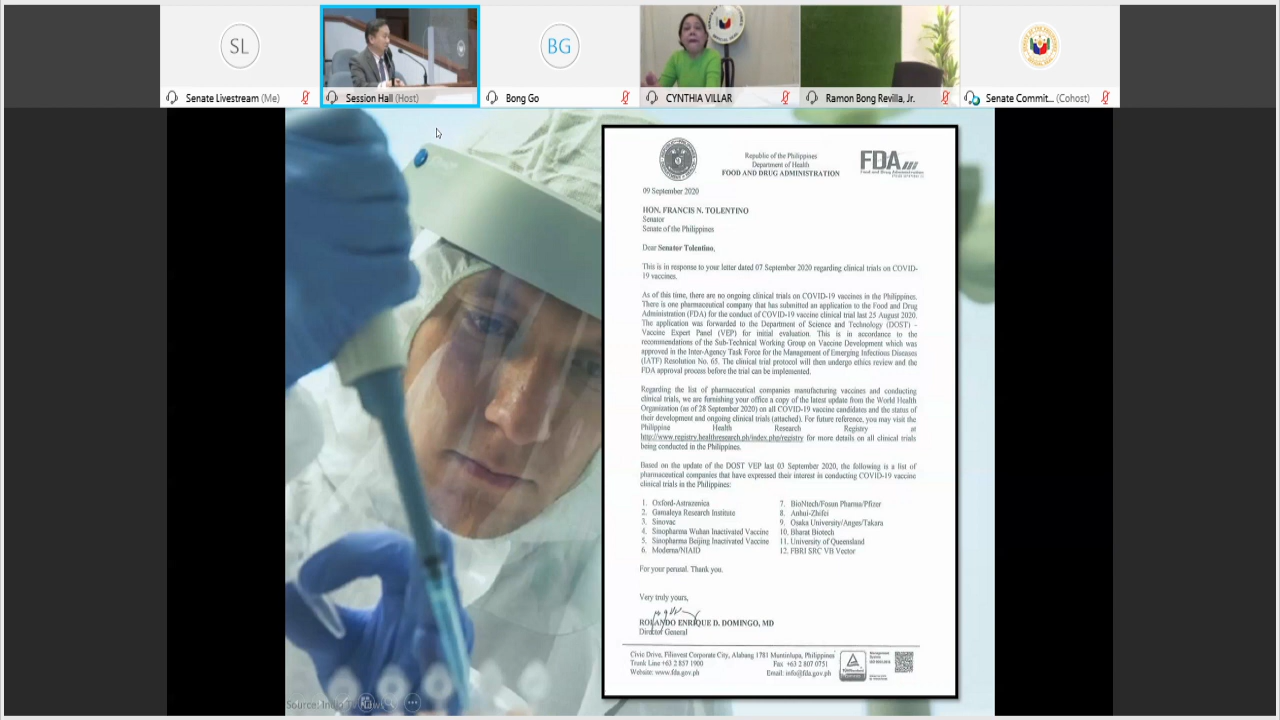 SL
BG
Senate Livestream (Me)
Session Hall (Host)
Bong Go
CYNTHIA VILLAR
Ramon Bong Revilla, Jr.
Senate Commit... (Cohost)
Republic of the Philippines
Department of Health
FOOD AND DRUG ADMINISTRATION
FDA
Food and Drug Administration
PHILIPPINES
09 September 2020
HON. FRANCIS N. TOLENTINO
Senator
Senate of the Philippines
Dear Senator Tolentino,
This is in response to your letter dated 07 September 2020 regarding clinical trials on COVID-
19 vaccines.
As of this time, there are no ongoing clinical trials on COVID-19 vaccines in the Philippines.
There is one pharmaceutical company that has submitted an application to the Food and Drug
Administration (FDA) for the conduct of COVID-19 vaccine clinical trial last 25 August 2020.
The application was forwarded to the Department of Science and Technology (DOST) -
Vaccine Expert Panel (VEP) for initial evaluation. This is in accordance to the
recommendations of the Sub-Technical Working Group on Vaccine Development which was
approved in the Inter-Agency Task Force for the Management of Emerging Infectious Diseases
(IATF) Resolution No. 65. The clinical trial protocol will then undergo ethics review and the
FDA approval process before the trial can be implemented.
Regarding the list of pharmaceutical companies manufacturing vaccines and conducting
clinical trials, we are furnishing your office a copy of the latest update from the World Health
Organization (as of 28 September 2020) on all COVID-19 vaccine candidates and the status of
their development and ongoing clinical trials (attached). For future reference, you may visit the
Philippine Health Research Registry at
http://www.registry.healthresearch.ph/index.php/registry for more details on all clinical trials
being conducted in the Philippines.
Based on the update of the DOST VEP last 03 September 2020, the following is a list of
pharmaceutical companies that have expressed their interest in conducting COVID-19 vaccine
clinical trials in the Philippines:
1. Oxford-Astrazenica
2. Gamaleya Research Institute
3. Sinovac
4. Sinopharma Wuhan Inactivated Vaccine
5. Sinopharma Beijing Inactivated Vaccine
6. Moderna/NIAID
7. BioNtech/Fosun Pharma/Pfizer
8. Anhui-Zhifei
9. Osaka University/Anges/Takara
10. Bharat Biotech
11. University of Queensland
12. FBRI SRC VB Vector
For your perusal. Thank you.
Very truly yours,
ROLANDO ENRIQUE D. DOMINGO, MD
Director General
Civic Drive, Filinvest Corporate City, Alabang 1781 Muntinlupa, Philippines
Trunk Line +63 2 857 1900 Fax +63 2 807 0751
Website: www.fda.gov.ph Email: info@fda.gov.ph
Source: India